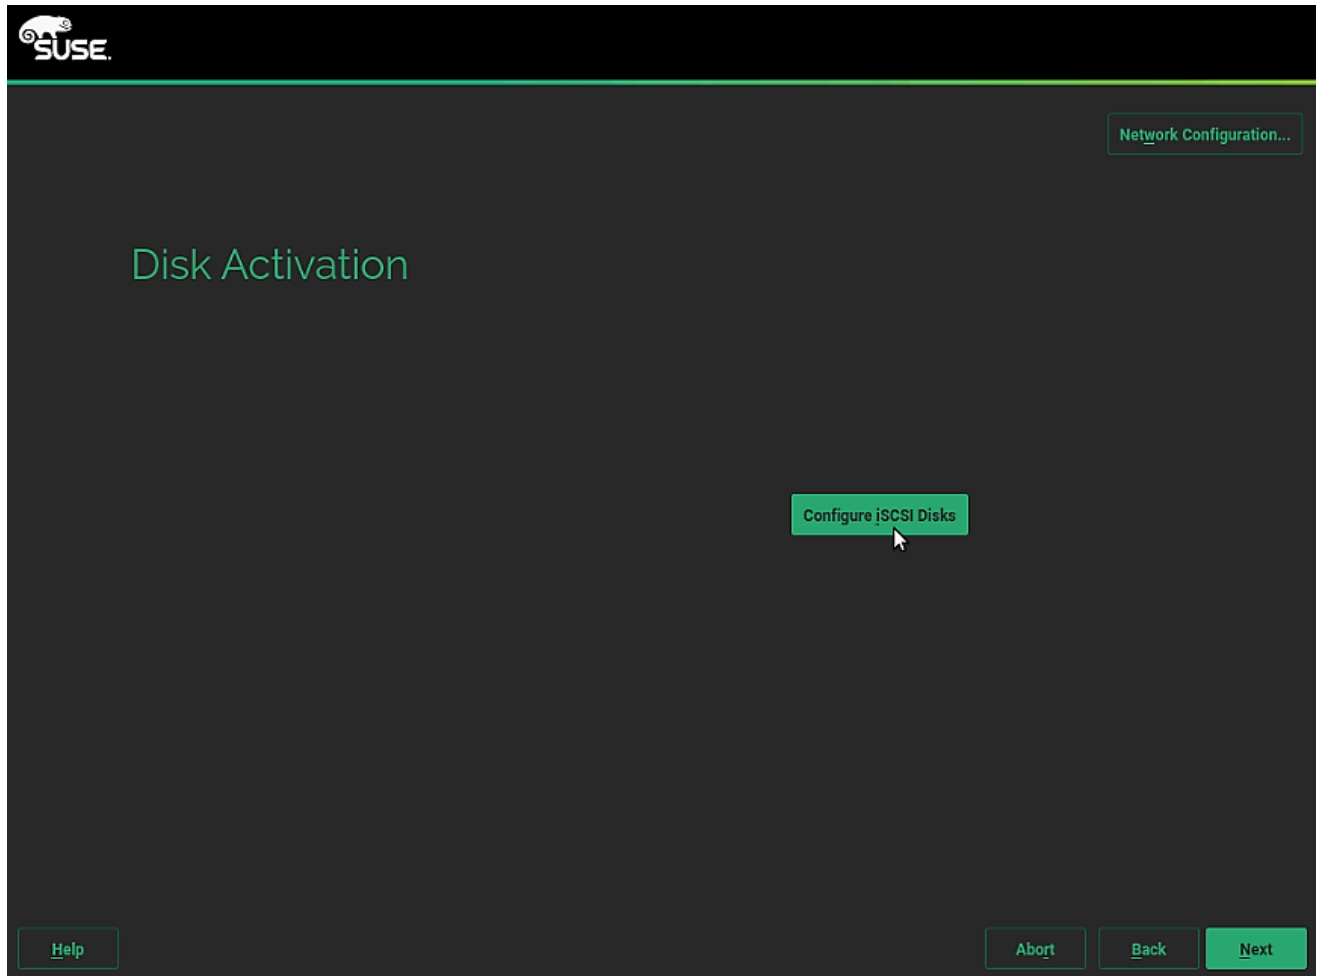 SUSE.
Network Configuration...
Disk Activation
Configure iSCSI Disks
Help
Abort
Back
Next